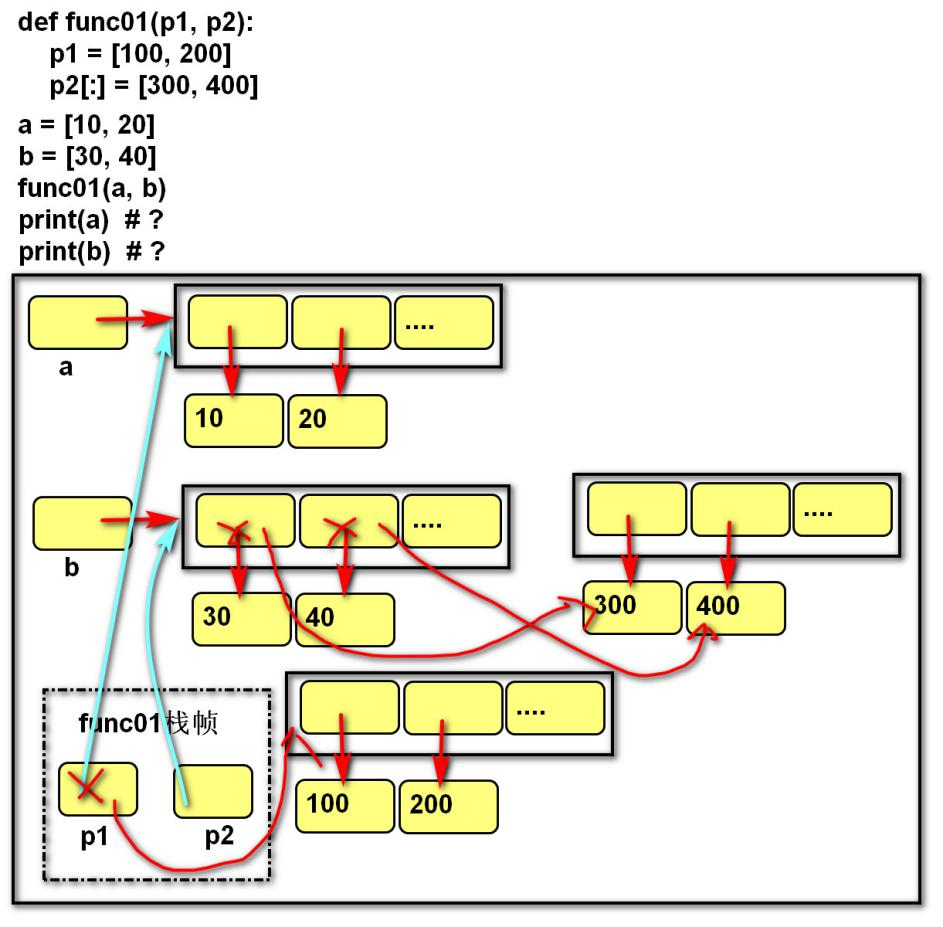 def func01(p1, p2):
    p1 = [100, 200]
    p2[:] = [300, 400]
a = [10, 20]
b = [30, 40]
func01(a, b)
print(a)  # ?
print(b)  # ?
....
a
10 20
....
....
b
30 40
300 400
....
func01栈帧
100 200
p1 p2